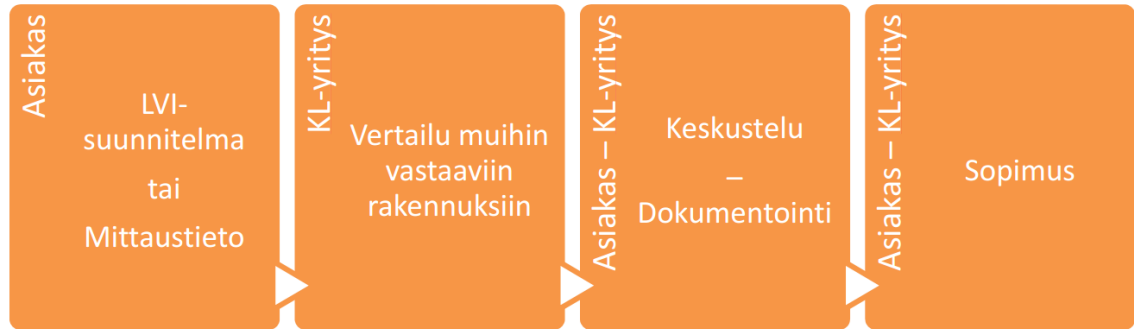 Asiakas
LVI-
suunnitelma
tai
Mittaustieto
KL-yritys
Vertailu muihin
vastaaviin
rakennuksiin
Asiakas – KL-yritys
Keskustelu
–
Dokumentointi
Asiakas – KL-yritys
Sopimus